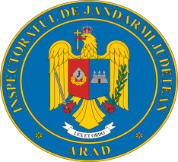 INSPECTORATUL DE JANDARMI JUDEȚEAN
LEX ET ORDO
ARAD